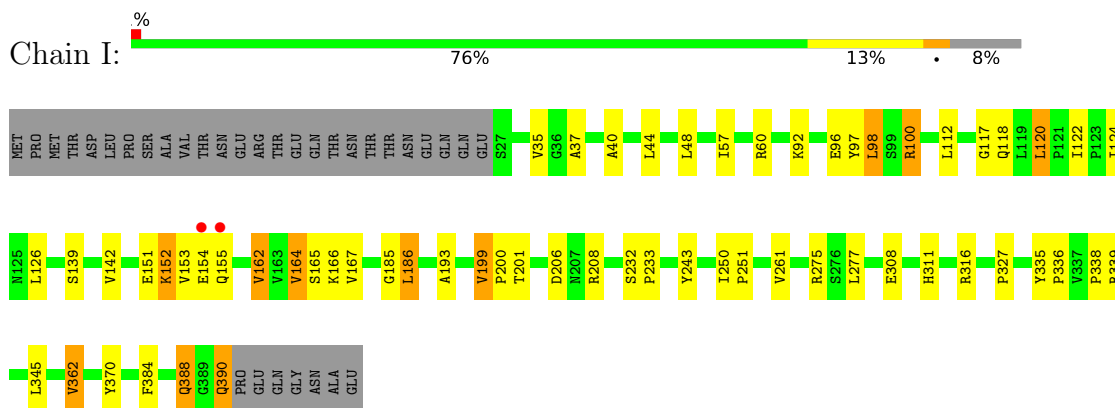 .%
Chain I:
76% 13% • 8%
MET PRO MET THR ASP ASP LEU PRO SER ALA VAL THR ASN GLU ARG THR GLU GLN THR ASN THR THR ASN GLU GLN GLN GLU S27 V35 G36 A37 A40 L44 L48 I57 R60 K92 E96 Y97 L98 S99 R100 L112 G117 Q118 L119 L120 P121 I122 P123 I124
N125 L126 S139 V142 E151 K152 V153 E154 Q155 V162 V163 V164 S165 K166 V167 G185 L186 A193 V199 P200 T201 D206 N207 R208 S232 P233 Y243 I250 P251 V261 R275 S276 L277 E308 H311 R316 P327 Y335 P336 V337 P338
L345 V362 Y370 F384 Q388 G389 Q390 PRO GLU GLN GLY ASN ALA GLU